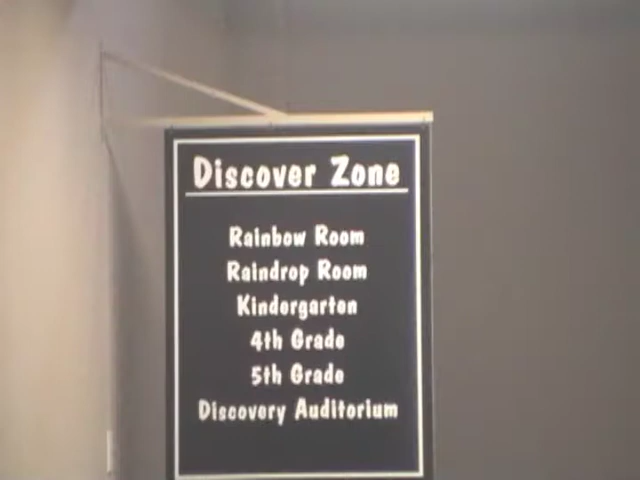 Discover Zone
Rainbow Room
Raindrop Room
Kindergarten
4th Grade
5th Grade
Discovery Auditorium